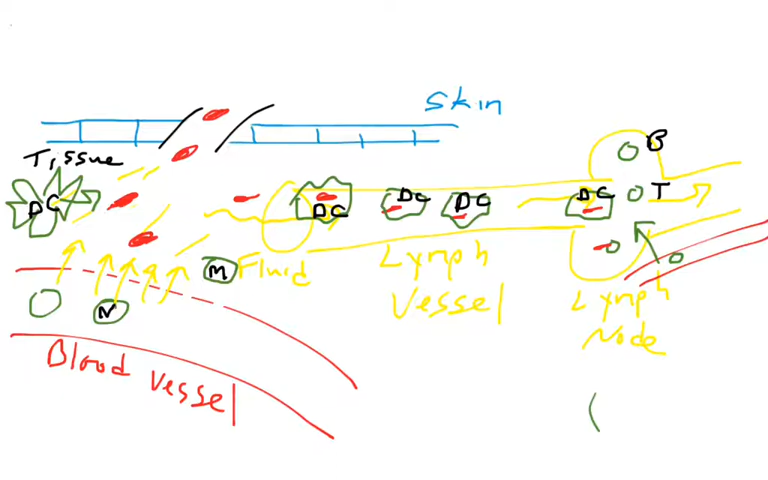 Skin
Tissue
B
DC
DC
DC
DC
DC
T
M
Fluid
Lymph
Vessel
N
Lymph
Node
Blood Vessel